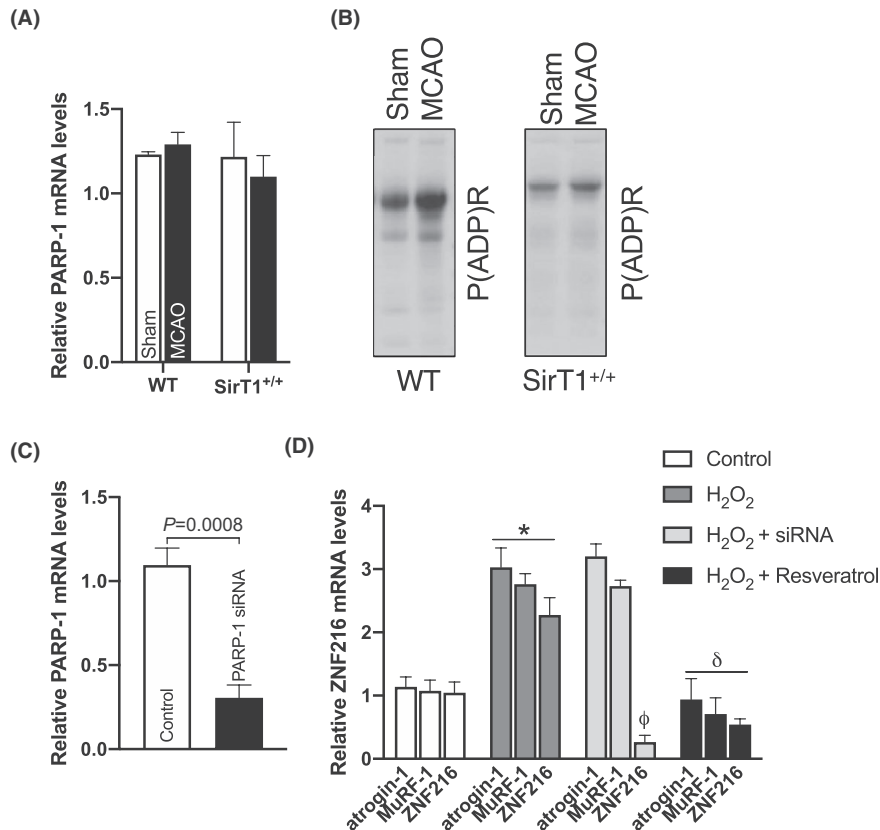 (A)
Relative PARP-1 mRNA levels
1.5
1.0
0.5
0.0
Sham
MCAO
WT
SirT1+/+
(B)
Sham
MCAO
P(ADP)R
WT
Sham
MCAO
P(ADP)R
SirT1+/+
(C)
Relative PARP-1 mRNA levels
1.5
1.0
0.5
0.0
P=0.0008
Control
PARP-1 siRNA
(D)
Relative ZNF216 mRNA levels
4
3
2
1
0
*
ϕ
δ
atrogin-1
MuRF-1
ZNF216
atrogin-1
MuRF-1
ZNF216
atrogin-1
MuRF-1
ZNF216
atrogin-1
MuRF-1
ZNF216
Control
H₂O₂
H₂O₂ + siRNA
H₂O₂ + Resveratrol